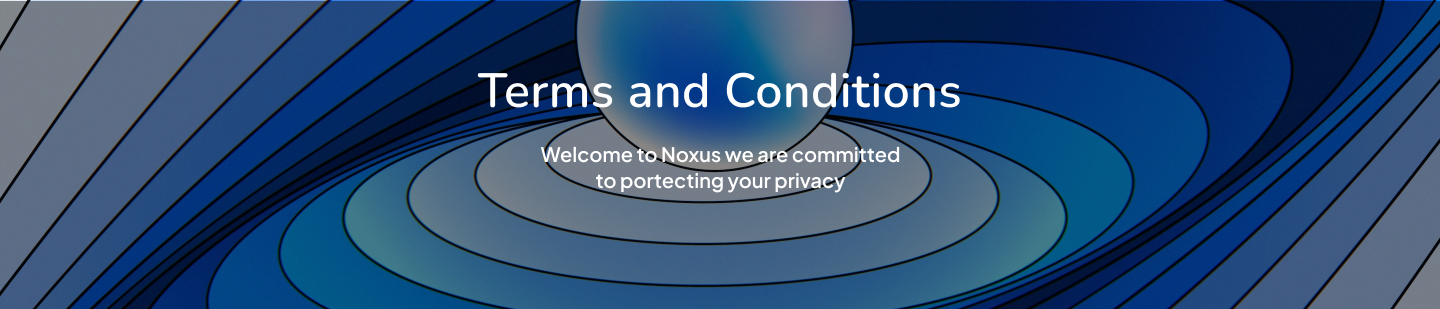 Terms and Conditions
Welcome to Noxus we are committed
to portecting your privacy